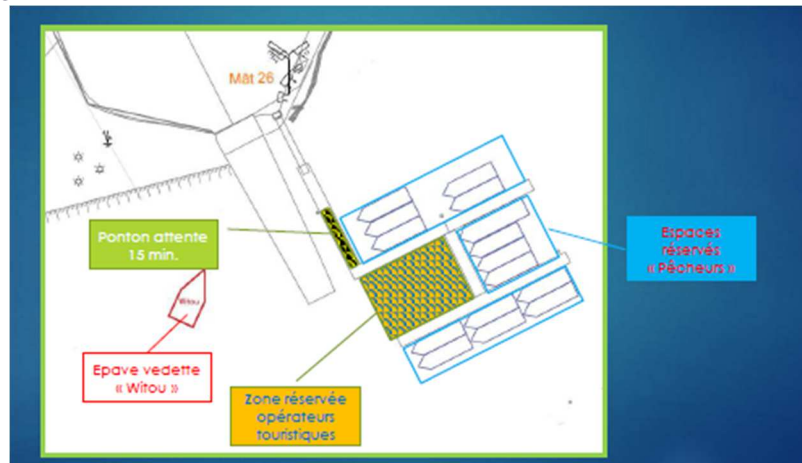 Mât 26
Ponton attente
15 min.
Espaces
réservés
« Pêcheurs »
Witou
Epave vedette
« Witou »
Zone réservée
opérateurs
touristiques